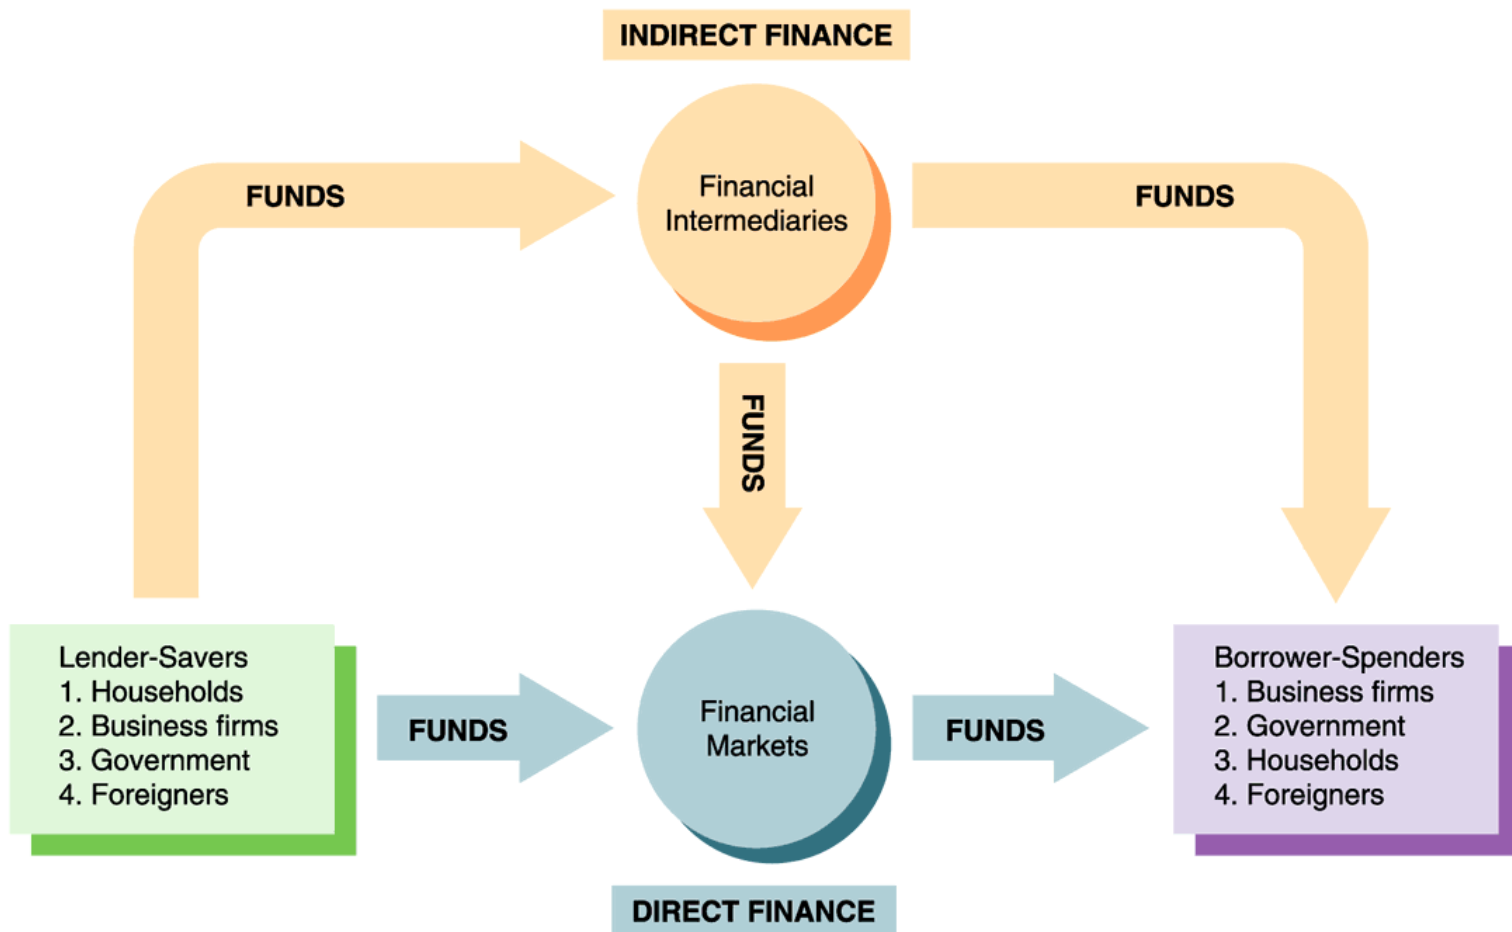 INDIRECT FINANCE
FUNDS
Financial
Intermediaries
FUNDS
FUNDS
Lender-Savers
1. Households
2. Business firms
3. Government
4. Foreigners
FUNDS
Financial
Markets
FUNDS
Borrower-Spenders
1. Business firms
2. Government
3. Households
4. Foreigners
DIRECT FINANCE